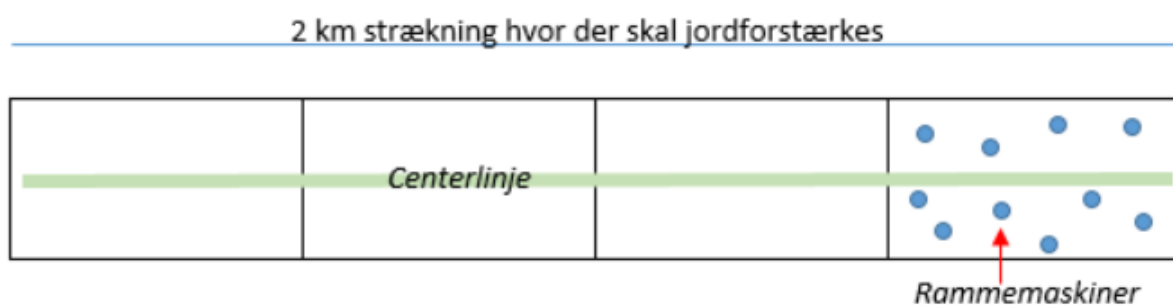 2 km strækning hvor der skal jordforstærkes
Centerlinje
Rammemaskiner